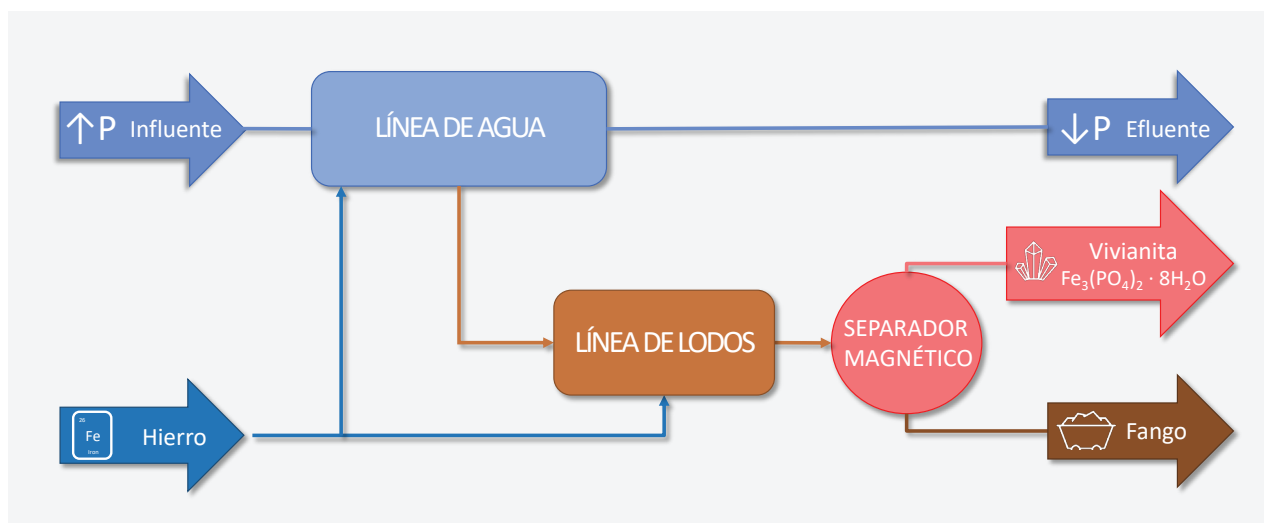 ↑P Influente
LÍNEA DE AGUA
↓P Efluente
Vivianita
Fe₃(PO₄)₂ · 8H₂O
SEPARADOR
MAGNÉTICO
LÍNEA DE LODOS
26
Fe
Iron
Hierro
Fango